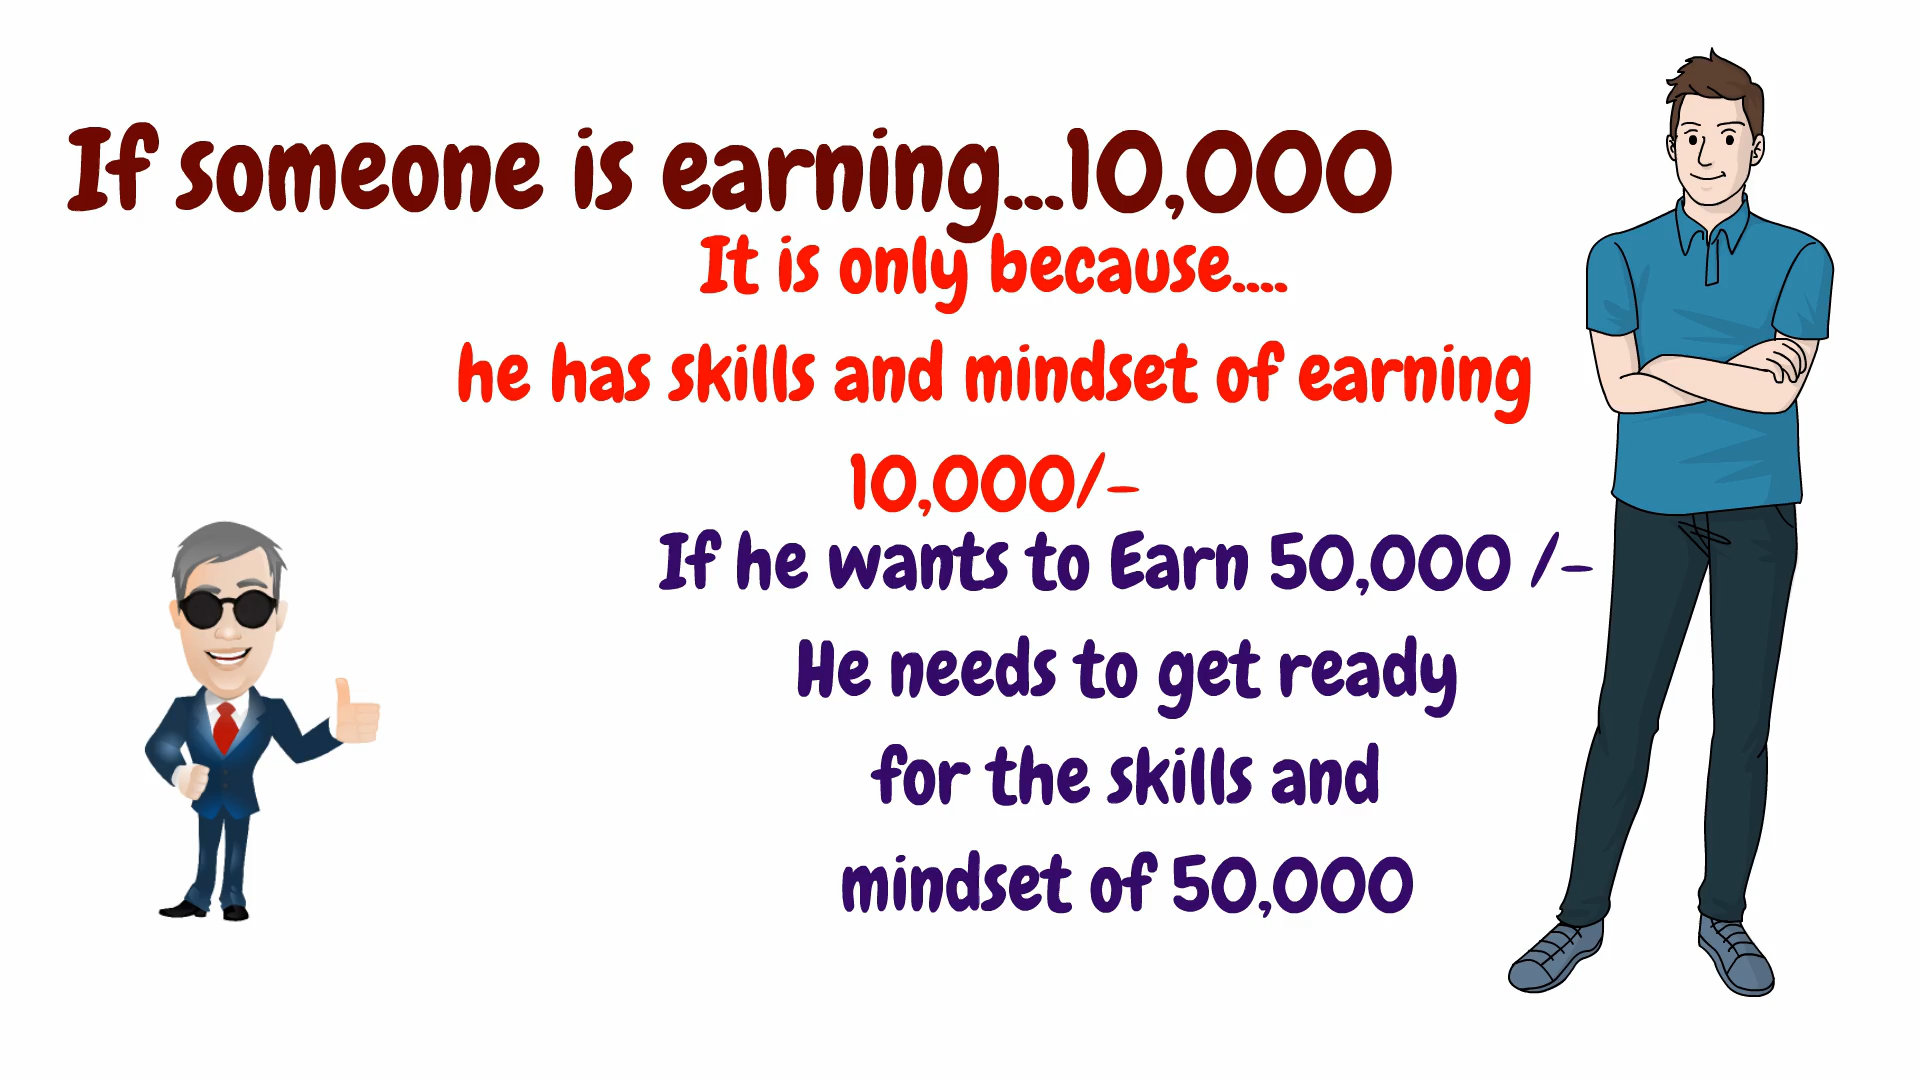 If someone is earning...10,000
It is only because....
he has skills and mindset of earning
10,000/-
If he wants to Earn 50,000 /-
He needs to get ready
for the skills and
mindset of 50,000